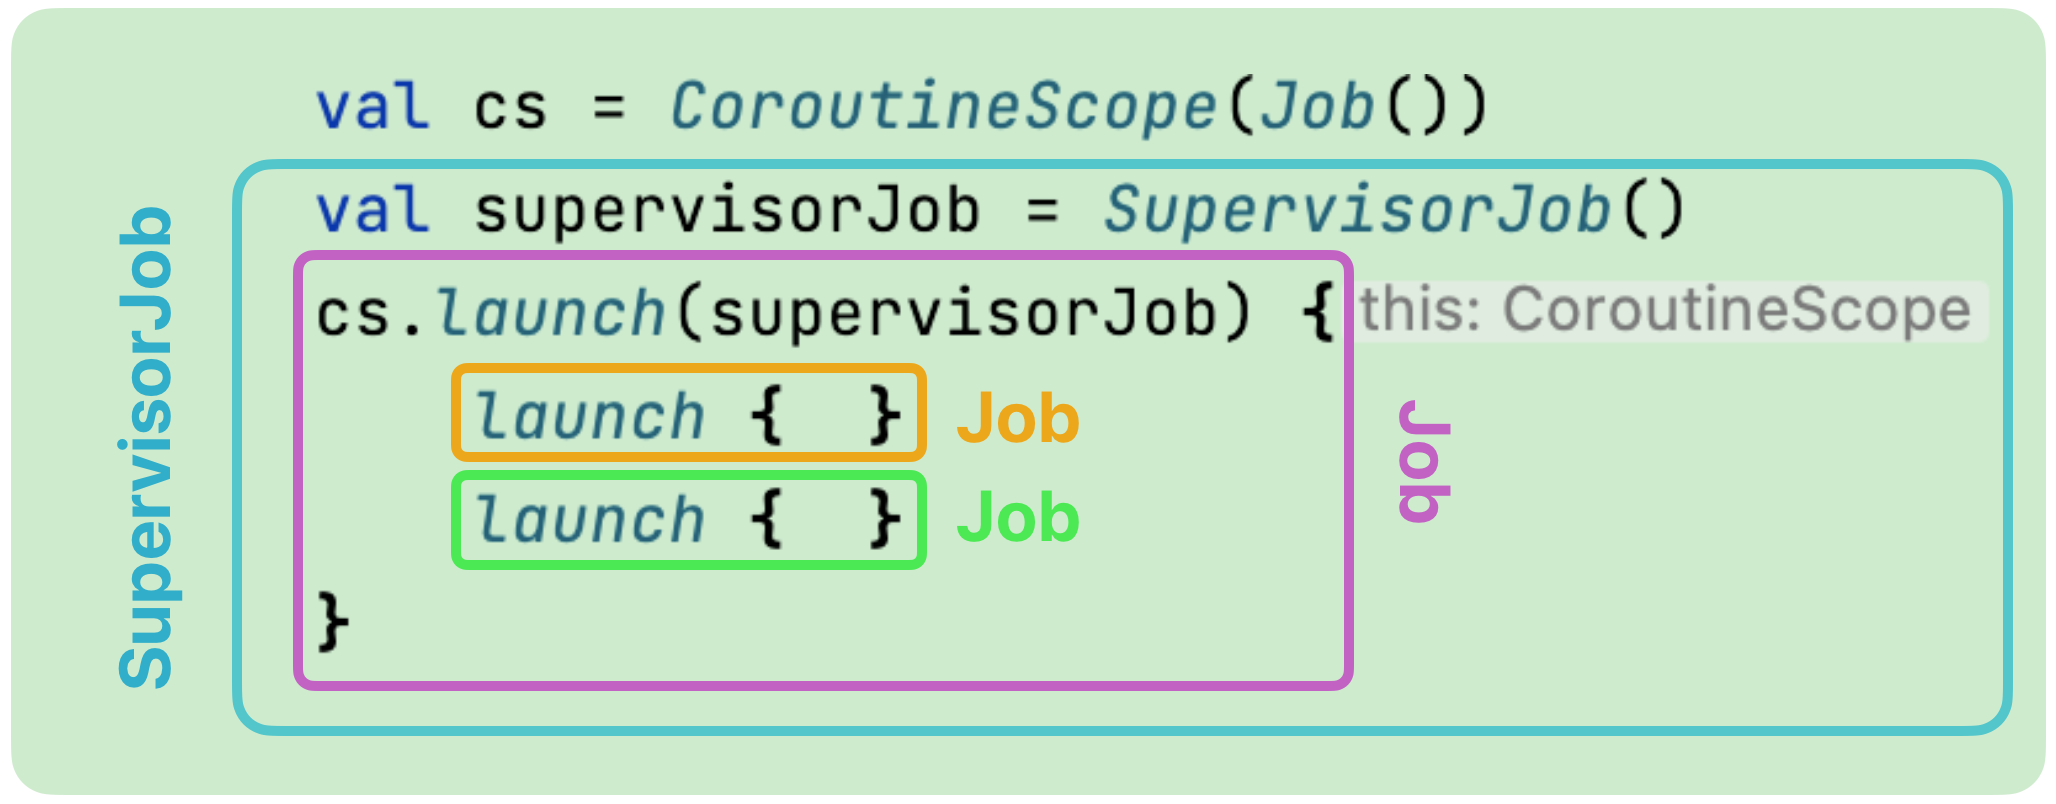 val cs = CoroutineScope(Job())
val supervisorJob = SupervisorJob()
cs.launch(supervisorJob) { this: CoroutineScope
launch { } Job
launch { } Job
}
SupervisorJob
Job